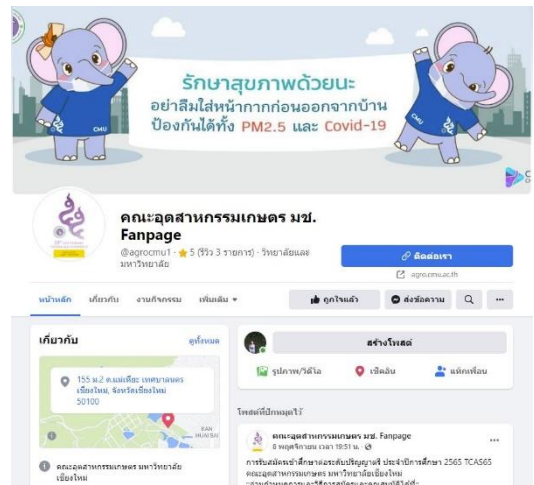 รักษาสุขภาพด้วยนะ
อย่าลืมใส่หน้ากากก่อนออกจากบ้าน
ป้องกันได้ทั้ง PM2.5 และ Covid-19
CMU
CMU
คณะอุตสาหกรรมเกษตร มช.
Fanpage
@agrocmu1 · 5 (รีวิว 3 รายการ) · วิทยาลัยและ
มหาวิทยาลัย
ติดต่อเรา
agro.cmu.ac.th
หน้าหลัก เกี่ยวกับ งานกิจกรรม เพิ่มเติม ถูกใจแล้ว ส่งข้อความ
เกี่ยวกับ ดูทั้งหมด
155 ม.2 ต.แม่เหียะ เทศบาลนคร
เชียงใหม่, จังหวัดเชียงใหม่
50100
BAN
HUAI SAI
คณะอุตสาหกรรมเกษตร มหาวิทยาลัย
เชียงใหม่
สร้างโพสต์
รูปภาพ/วิดีโอ เช็คอิน แท็กเพื่อน
โพสต์ที่ปักหมุดไว้
คณะอุตสาหกรรมเกษตร มช. Fanpage
6 พฤศจิกายน เวลา 19:51 น.
การรับสมัครเข้าศึกษาต่อระดับปริญญาตรี ประจำปีการศึกษา 2565 TCAS65
คณะอุตสาหกรรมเกษตร มหาวิทยาลัยเชียงใหม่